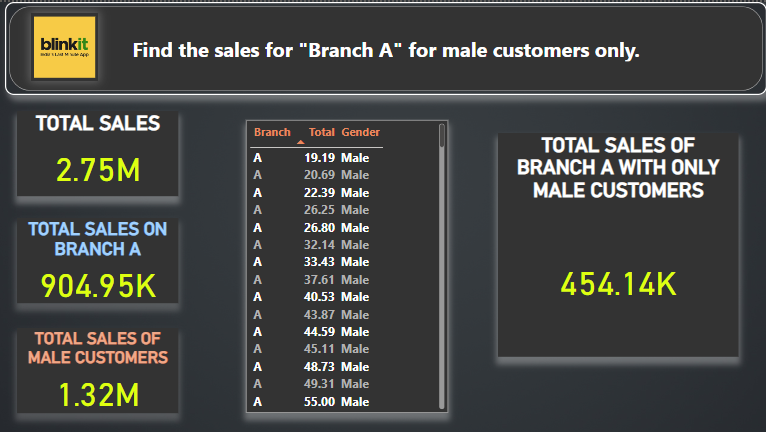 blinkit
India's Last Minute App
Find the sales for "Branch A" for male customers only.
TOTAL SALES
2.75M
TOTAL SALES ON
BRANCH A
904.95K
TOTAL SALES OF
MALE CUSTOMERS
1.32M
Branch Total Gender
A 19.19 Male
A 20.69 Male
A 22.39 Male
A 26.25 Male
A 26.80 Male
A 32.14 Male
A 33.43 Male
A 37.61 Male
A 40.53 Male
A 43.87 Male
A 44.59 Male
A 45.11 Male
A 48.73 Male
A 49.31 Male
A 55.00 Male
TOTAL SALES OF
BRANCH A WITH ONLY
MALE CUSTOMERS
454.14K